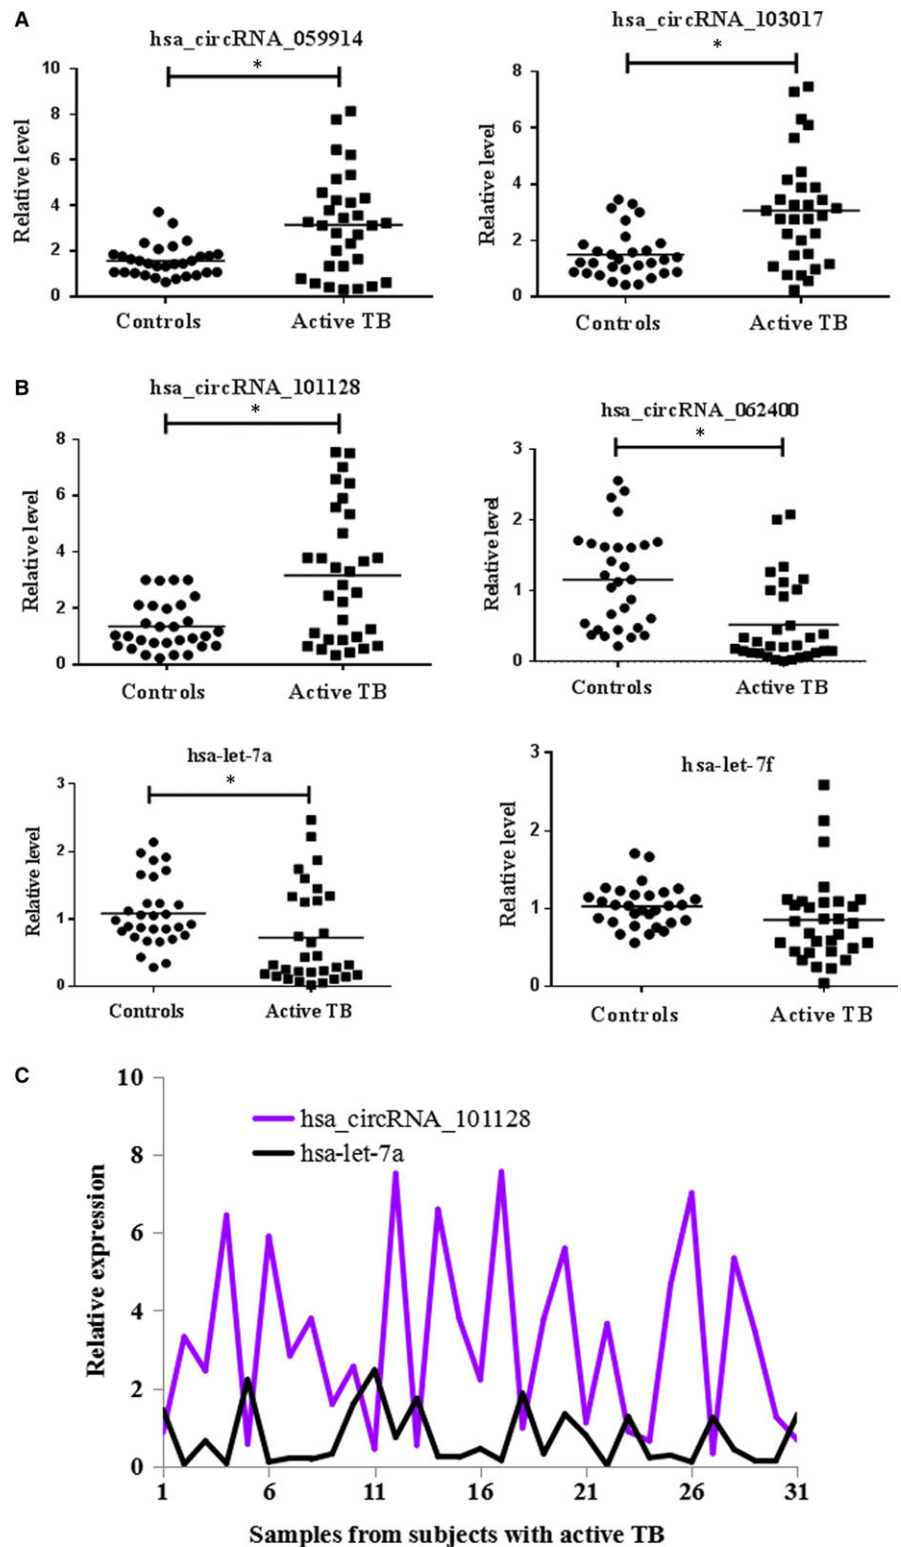 A
hsa_circRNA_059914
*
10
8
6
4
2
0
Relative level
Controls
Active TB
hsa_circRNA_103017
*
8
6
4
2
0
Relative level
Controls
Active TB
B
hsa_circRNA_101128
*
8
6
4
2
0
Relative level
Controls
Active TB
hsa_circRNA_062400
*
3
2
1
0
Relative level
Controls
Active TB
hsa-let-7a
*
3
2
1
0
Relative level
Controls
Active TB
hsa-let-7f
3
2
1
0
Relative level
Controls
Active TB
C
10
8
6
4
2
0
Relative expression
hsa_circRNA_101128
hsa-let-7a
1 6 11 16 21 26 31
Samples from subjects with active TB